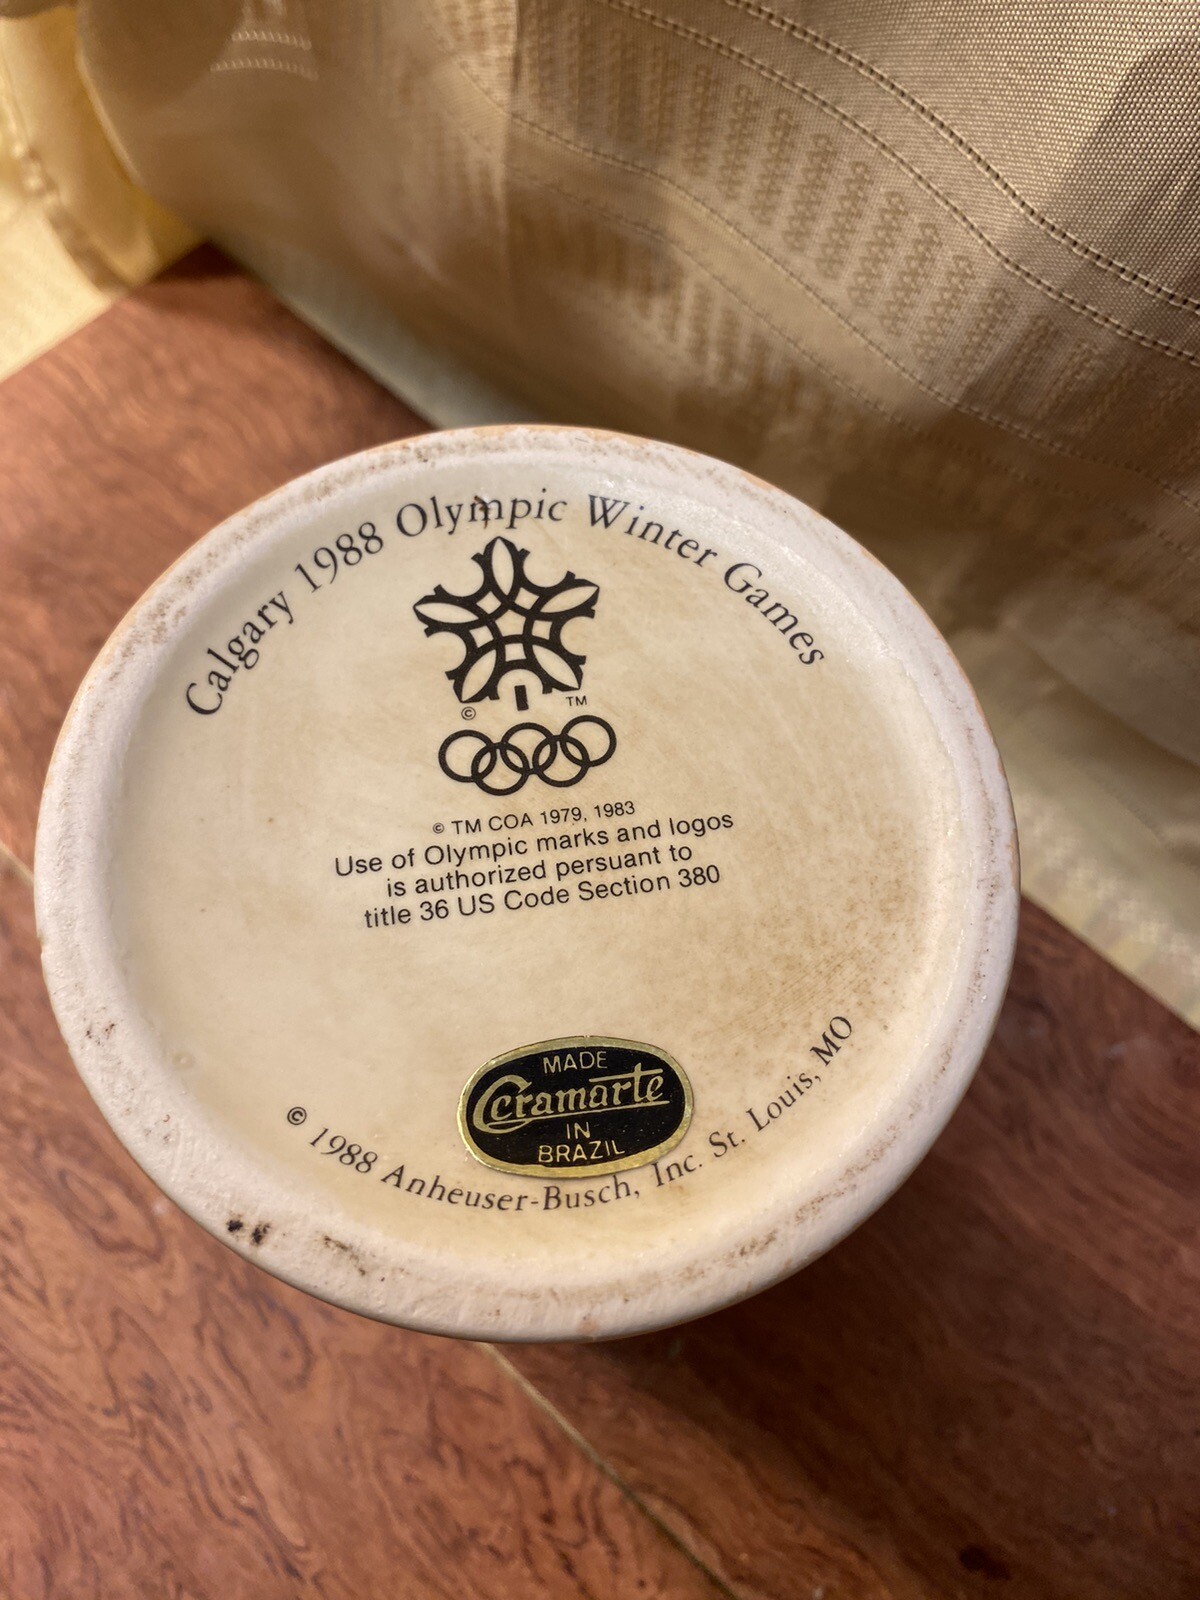 Calgary 1988 Olympic Winter Games
© TM
© TM COA 1979, 1983
Use of Olympic marks and logos
is authorized persuant to
title 36 US Code Section 380
MADE
Ceramarte
IN
BRAZIL
© 1988 Anheuser-Busch, Inc. St. Louis, MO